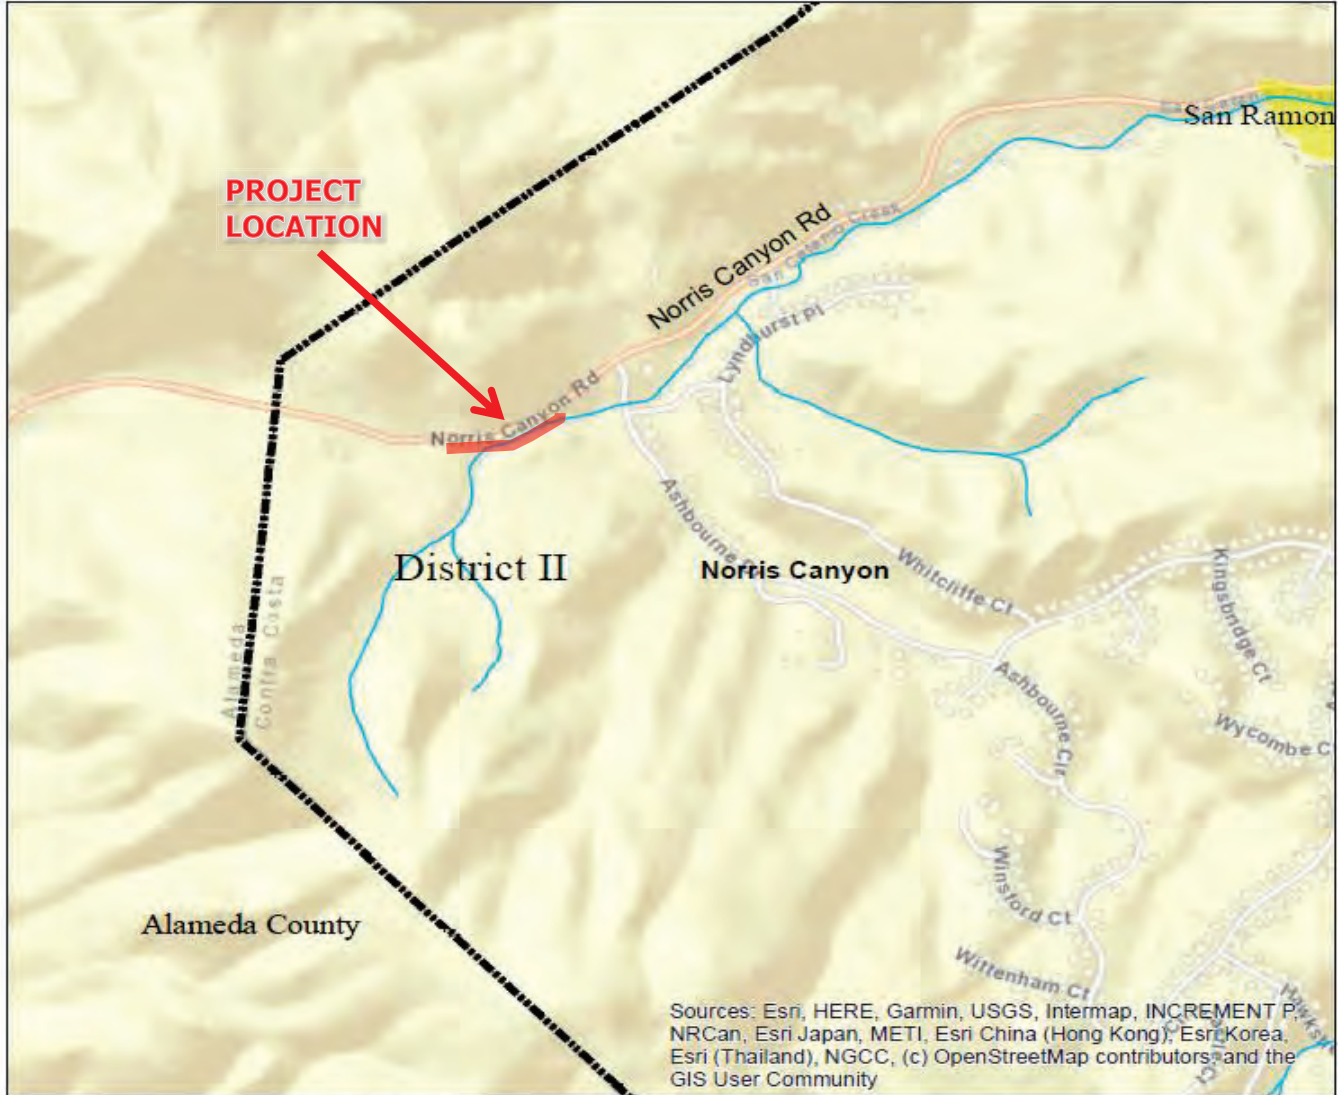 San Ramon
PROJECT
LOCATION
Norris Canyon Rd
San Catanio Creek
Lyndhurst Pl
Norris Canyon Rd
Ashbourne
District II
Norris Canyon
Whitcliffe Ct
Kingsbridge Ct
Alameda
Contra Costa
Ashbourne Cir
Wycombe C
Winsford Ct
Alameda County
Wittenham Ct
Sources: Esri, HERE, Garmin, USGS, Intermap, INCREMENT P,
NRCan, Esri Japan, METI, Esri China (Hong Kong), Esri Korea,
Esri (Thailand), NGCC, (c) OpenStreetMap contributors, and the
GIS User Community